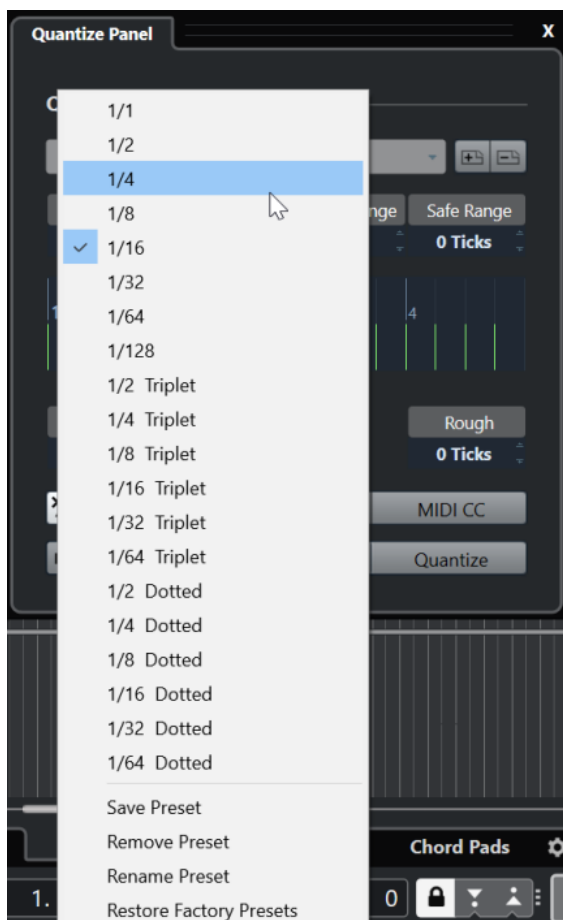 Quantize Panel X
1/1
1/2
1/4
1/8
Safe Range
1/16
0 Ticks
1/32
1/64
4
1/128
1/2 Triplet
1/4 Triplet
Rough
1/8 Triplet
0 Ticks
1/16 Triplet
1/32 Triplet
MIDI CC
1/64 Triplet
Quantize
1/2 Dotted
1/4 Dotted
1/8 Dotted
1/16 Dotted
1/32 Dotted
1/64 Dotted
Save Preset
Remove Preset
Chord Pads
Rename Preset
1.
0
Restore Factory Presets